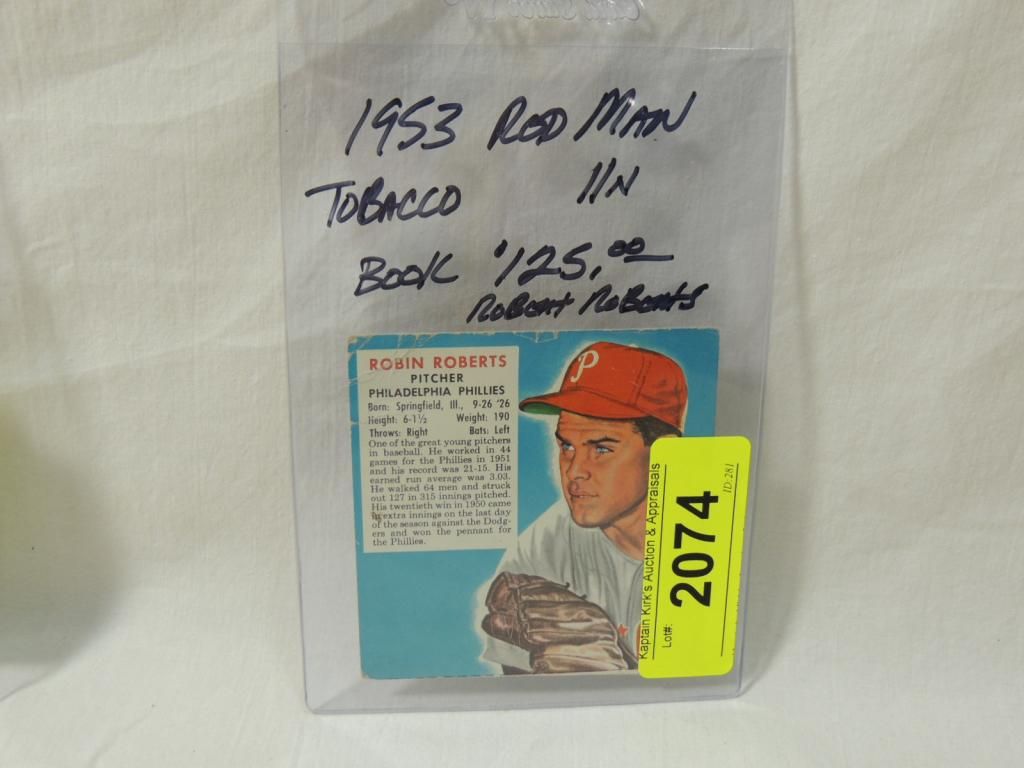 1953 RED MAN
TOBACCO 11N
BOOK $125.00
ROBERT ROBERTS
ROBIN ROBERTS
PITCHER
PHILADELPHIA PHILLIES
Born: Springfield, Ill., 9-26 '26
Height: 6-1½ Weight: 190
Throws: Right Bats: Left
One of the great young pitchers
in baseball. He worked in 44
games for the Phillies in 1951
and his record was 21-15. His
earned run average was 3.03.
He walked 64 men and struck
out 127 in 315 innings pitched.
His twentieth win in 1950 came
in extra innings on the last day
of the season against the Dodg-
ers and won the pennant for
the Phillies.
P
Kaptain Kirk's Auction & Appraisals
Lot#:
2074
ID:281